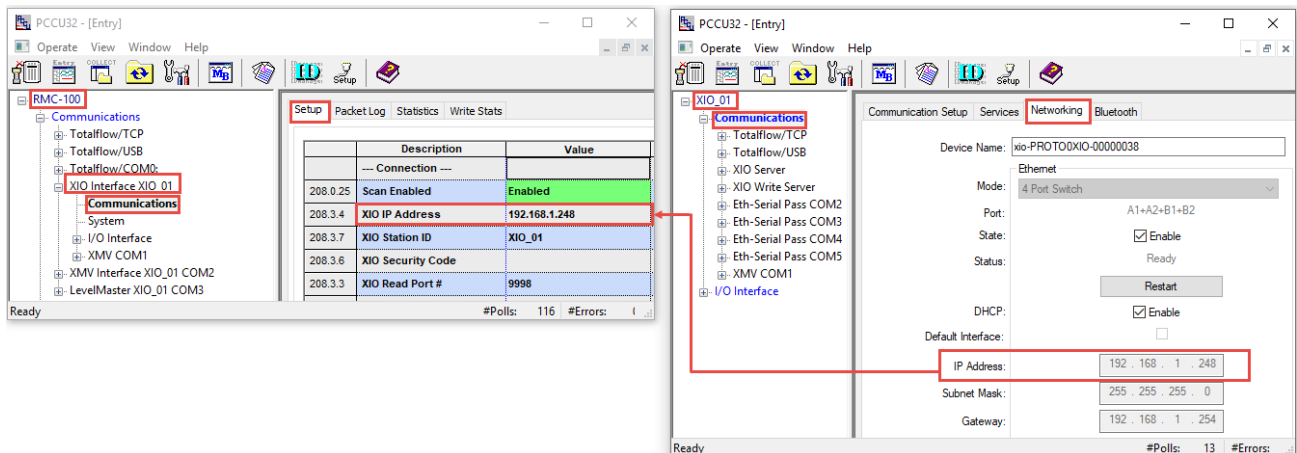 PCCU32 - [Entry]
Operate View Window Help
Entry COLLECT MB ID Manager Setup
RMC-100
Communications
Totalflow/TCP
Totalflow/USB
Totalflow/COM0:
XIO Interface XIO_01
Communications
System
I/O Interface
XMV COM1
XMV Interface XIO_01 COM2
LevelMaster XIO_01 COM3
Setup Packet Log Statistics Write Stats
Description Value
--- Connection ---
208.0.25 Scan Enabled Enabled
208.3.4 XIO IP Address 192.168.1.248
208.3.7 XIO Station ID XIO_01
208.3.6 XIO Security Code
208.3.3 XIO Read Port # 9998
Ready #Polls: 116 #Errors:
PCCU32 - [Entry]
Operate View Window Help
Entry COLLECT MB ID Manager Setup
XIO_01
Communications
Totalflow/TCP
Totalflow/USB
XIO Server
XIO Write Server
Eth-Serial Pass COM2
Eth-Serial Pass COM3
Eth-Serial Pass COM4
Eth-Serial Pass COM5
XMV COM1
I/O Interface
Communication Setup Services Networking Bluetooth
Device Name: xio-PROTO0XIO-00000038
Ethernet
Mode: 4 Port Switch
Port: A1+A2+B1+B2
State: Enable
Status: Ready
Restart
DHCP: Enable
Default Interface:
IP Address: 192 . 168 . 1 . 248
Subnet Mask: 255 . 255 . 255 . 0
Gateway: 192 . 168 . 1 . 254
Ready #Polls: 13 #Errors: